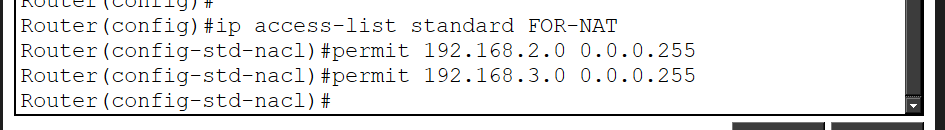 Router(config)#
Router(config)#ip access-list standard FOR-NAT
Router(config-std-nacl)#permit 192.168.2.0 0.0.0.255
Router(config-std-nacl)#permit 192.168.3.0 0.0.0.255
Router(config-std-nacl)#